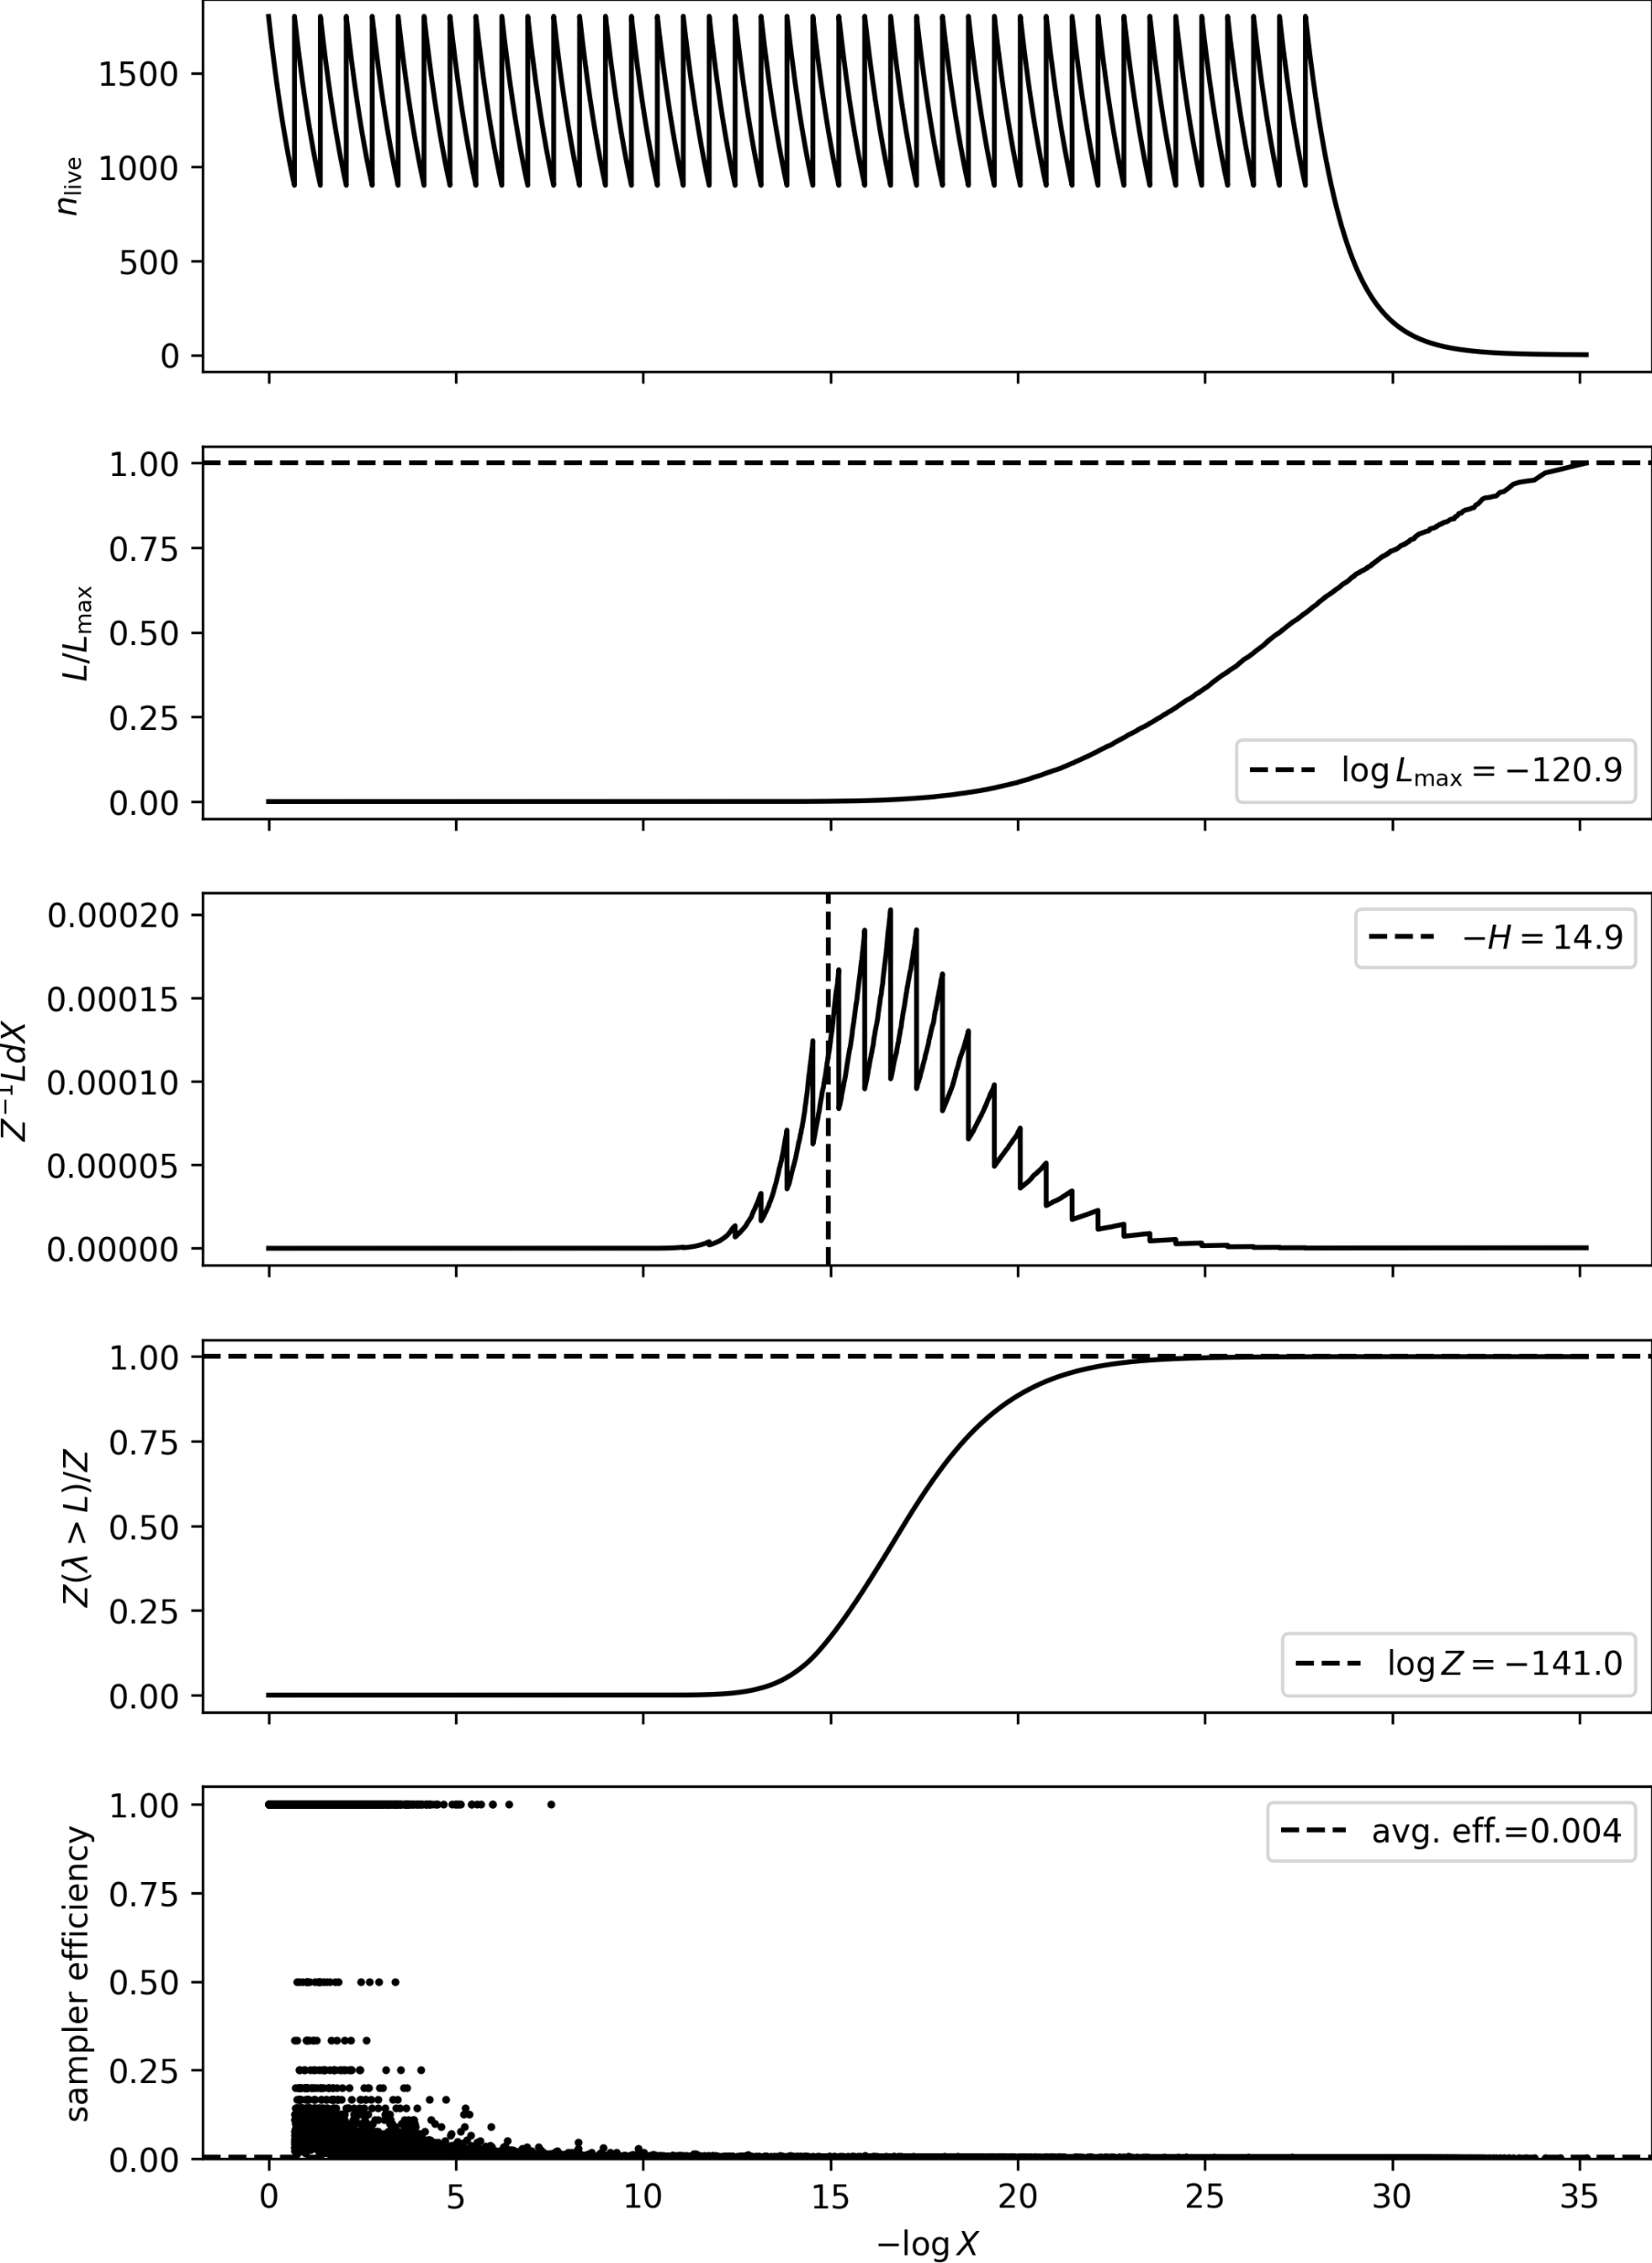 1500
1000
500
0
n_live
1.00
0.75
0.50
0.25
0.00
L/L_max
log L_max = −120.9
0.00020
0.00015
0.00010
0.00005
0.00000
Z⁻¹LdX
−H = 14.9
1.00
0.75
0.50
0.25
0.00
Z(λ > L)/Z
log Z = −141.0
1.00
0.75
0.50
0.25
0.00
sampler efficiency
avg. eff.=0.004
0 5 10 15 20 25 30 35
−log X